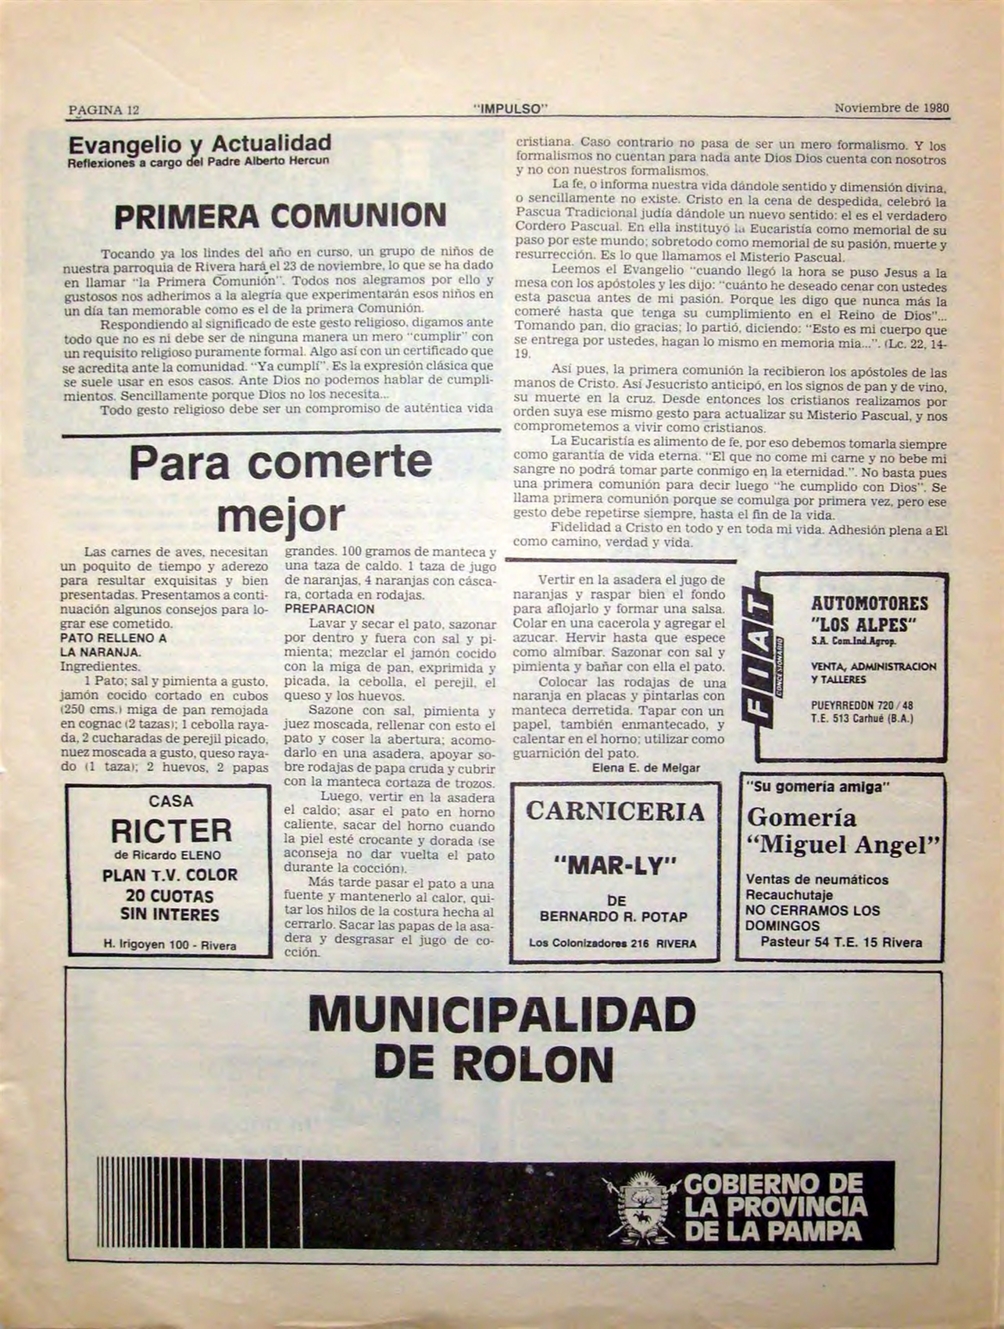 PAGINA 12
"IMPULSO"
Noviembre de 1980
Evangelio y Actualidad
Reflexiones a cargo del Padre Alberto Hercun
PRIMERA COMUNION
Tocando ya los lindes del año en curso, un grupo de niños de
nuestra parroquia de Rivera hará el 23 de noviembre, lo que se ha dado
en llamar "la Primera Comunión". Todos nos alegramos por ello y
gustosos nos adherimos a la alegría que experimentarán esos niños en
un día tan memorable como es el de la primera Comunión.
Respondiendo al significado de este gesto religioso, digamos ante
todo que no es ni debe ser de ninguna manera un mero "cumplir" con
un requisito religioso puramente formal. Algo así con un certificado que
se acredita ante la comunidad. "Ya cumplí". Es la expresión clásica que
se suele usar en esos casos. Ante Dios no podemos hablar de cumpli-
mientos. Sencillamente porque Dios no los necesita...
Todo gesto religioso debe ser un compromiso de auténtica vida
cristiana. Caso contrario no pasa de ser un mero formalismo. Y los
formalismos no cuentan para nada ante Dios Dios cuenta con nosotros
y no con nuestros formalismos.
La fe, o informa nuestra vida dándole sentido y dimensión divina,
o sencillamente no existe. Cristo en la cena de despedida, celebró la
Pascua Tradicional judía dándole un nuevo sentido: el es el verdadero
Cordero Pascual. En ella instituyó la Eucaristía como memorial de su
paso por este mundo; sobretodo como memorial de su pasión, muerte y
resurrección. Es lo que llamamos el Misterio Pascual.
Leemos el Evangelio "cuando llegó la hora se puso Jesus a la
mesa con los apóstoles y les dijo: "cuánto he deseado cenar con ustedes
esta pascua antes de mi pasión. Porque les digo que nunca más la
comeré hasta que tenga su cumplimiento en el Reino de Dios"...
Tomando pan, dio gracias; lo partió, diciendo: "Esto es mi cuerpo que
se entrega por ustedes, hagan lo mismo en memoria mia...". (Lc. 22, 14-
19.
Así pues, la primera comunión la recibieron los apóstoles de las
manos de Cristo. Así Jesucristo anticipó, en los signos de pan y de vino,
su muerte en la cruz. Desde entonces los cristianos realizamos por
orden suya ese mismo gesto para actualizar su Misterio Pascual, y nos
comprometemos a vivir como cristianos.
La Eucaristía es alimento de fe, por eso debemos tomarla siempre
como garantía de vida eterna. "El que no come mi carne y no bebe mi
sangre no podrá tomar parte conmigo en la eternidad.". No basta pues
una primera comunión para decir luego "he cumplido con Dios". Se
llama primera comunión porque se comulga por primera vez, pero ese
gesto debe repetirse siempre, hasta el fin de la vida.
Fidelidad a Cristo en todo y en toda mi vida. Adhesión plena a El
como camino, verdad y vida.
Para comerte
mejor
Las carnes de aves, necesitan
un poquito de tiempo y aderezo
para resultar exquisitas y bien
presentadas. Presentamos a conti-
nuación algunos consejos para lo-
grar ese cometido.
PATO RELLENO A
LA NARANJA.
Ingredientes.
1 Pato; sal y pimienta a gusto,
jamón cocido cortado en cubos
(250 cms.) miga de pan remojada
en cognac (2 tazas); 1 cebolla raya-
da, 2 cucharadas de perejil picado,
nuez moscada a gusto, queso raya-
do (1 taza); 2 huevos, 2 papas
grandes. 100 gramos de manteca y
una taza de caldo. 1 taza de jugo
de naranjas, 4 naranjas con cásca-
ra, cortada en rodajas.
PREPARACION
Lavar y secar el pato, sazonar
por dentro y fuera con sal y pi-
mienta; mezclar el jamón cocido
con la miga de pan, exprimida y
picada, la cebolla, el perejil, el
queso y los huevos.
Sazone con sal, pimienta y
juez moscada, rellenar con esto el
pato y coser la abertura; acomo-
darlo en una asadera, apoyar so-
bre rodajas de papa cruda y cubrir
con la manteca cortaza de trozos.
Luego, vertir en la asadera
el caldo; asar el pato en horno
caliente, sacar del horno cuando
la piel esté crocante y dorada (se
aconseja no dar vuelta el pato
durante la cocción).
Más tarde pasar el pato a una
fuente y mantenerlo al calor, qui-
tar los hilos de la costura hecha al
cerrarlo. Sacar las papas de la asa-
dera y desgrasar el jugo de co-
cción.
Vertir en la asadera el jugo de
naranjas y raspar bien el fondo
para aflojarlo y formar una salsa.
Colar en una cacerola y agregar el
azucar. Hervir hasta que espece
como almíbar. Sazonar con sal y
pimienta y bañar con ella el pato.
Colocar las rodajas de una
naranja en placas y pintarlas con
manteca derretida. Tapar con un
papel, también enmantecado, y
calentar en el horno; utilizar como
guarnición del pato.
Elena E. de Melgar
CASA
RICTER
de Ricardo ELENO
PLAN T.V. COLOR
20 CUOTAS
SIN INTERES
H. Irigoyen 100 - Rivera
CARNICERIA
"MAR-LY"
DE
BERNARDO R. POTAP
Los Colonizadores 216 RIVERA
FIAT
CONCESIONARIO
AUTOMOTORES
"LOS ALPES"
S.A. Com.Ind.Agrop.
VENTA, ADMINISTRACION
Y TALLERES
PUEYRREDON 720/48
T.E. 513 Carhué (B.A.)
"Su gomería amiga"
Gomería
"Miguel Angel"
Ventas de neumáticos
Recauchutaje
NO CERRAMOS LOS
DOMINGOS
Pasteur 54 T.E. 15 Rivera
MUNICIPALIDAD
DE ROLON
GOBIERNO DE
LA PROVINCIA
DE LA PAMPA